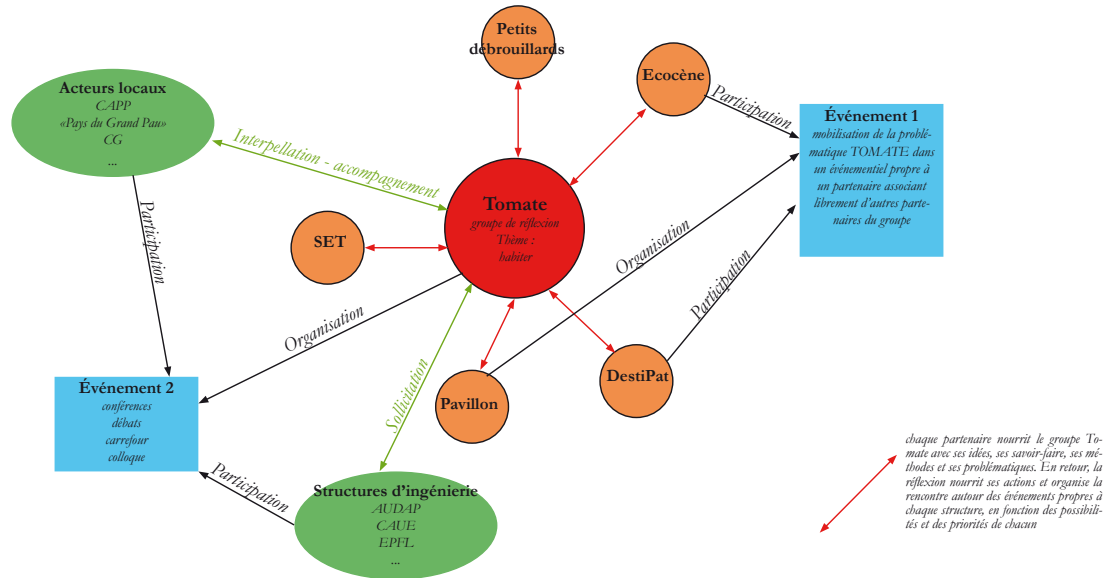 Petits
débrouillards
Ecocène
Participation
Événement 1
mobilisation de la problé-
matique TOMATE dans
un événementiel propre à
un partenaire associant
librement d'autres parte-
naires du groupe
Acteurs locaux
CAPP
«Pays du Grand Pau»
CG
...
Interpellation - accompagnement
Tomate
groupe de réflexion
Thème :
habiter
SET
Participation
Organisation
Participation
Organisation
Sollicitation
DestiPat
Pavillon
Événement 2
conférences
débats
carrefour
colloque
Participation
Structures d'ingénierie
AUDAP
CAUE
EPFL
...
chaque partenaire nourrit le groupe To-
mate avec ses idées, ses savoir-faire, ses mé-
thodes et ses problématiques. En retour, la
réflexion nourrit ses actions et organise la
rencontre autour des événements propres à
chaque structure, en fonction des possibili-
tés et des priorités de chacun